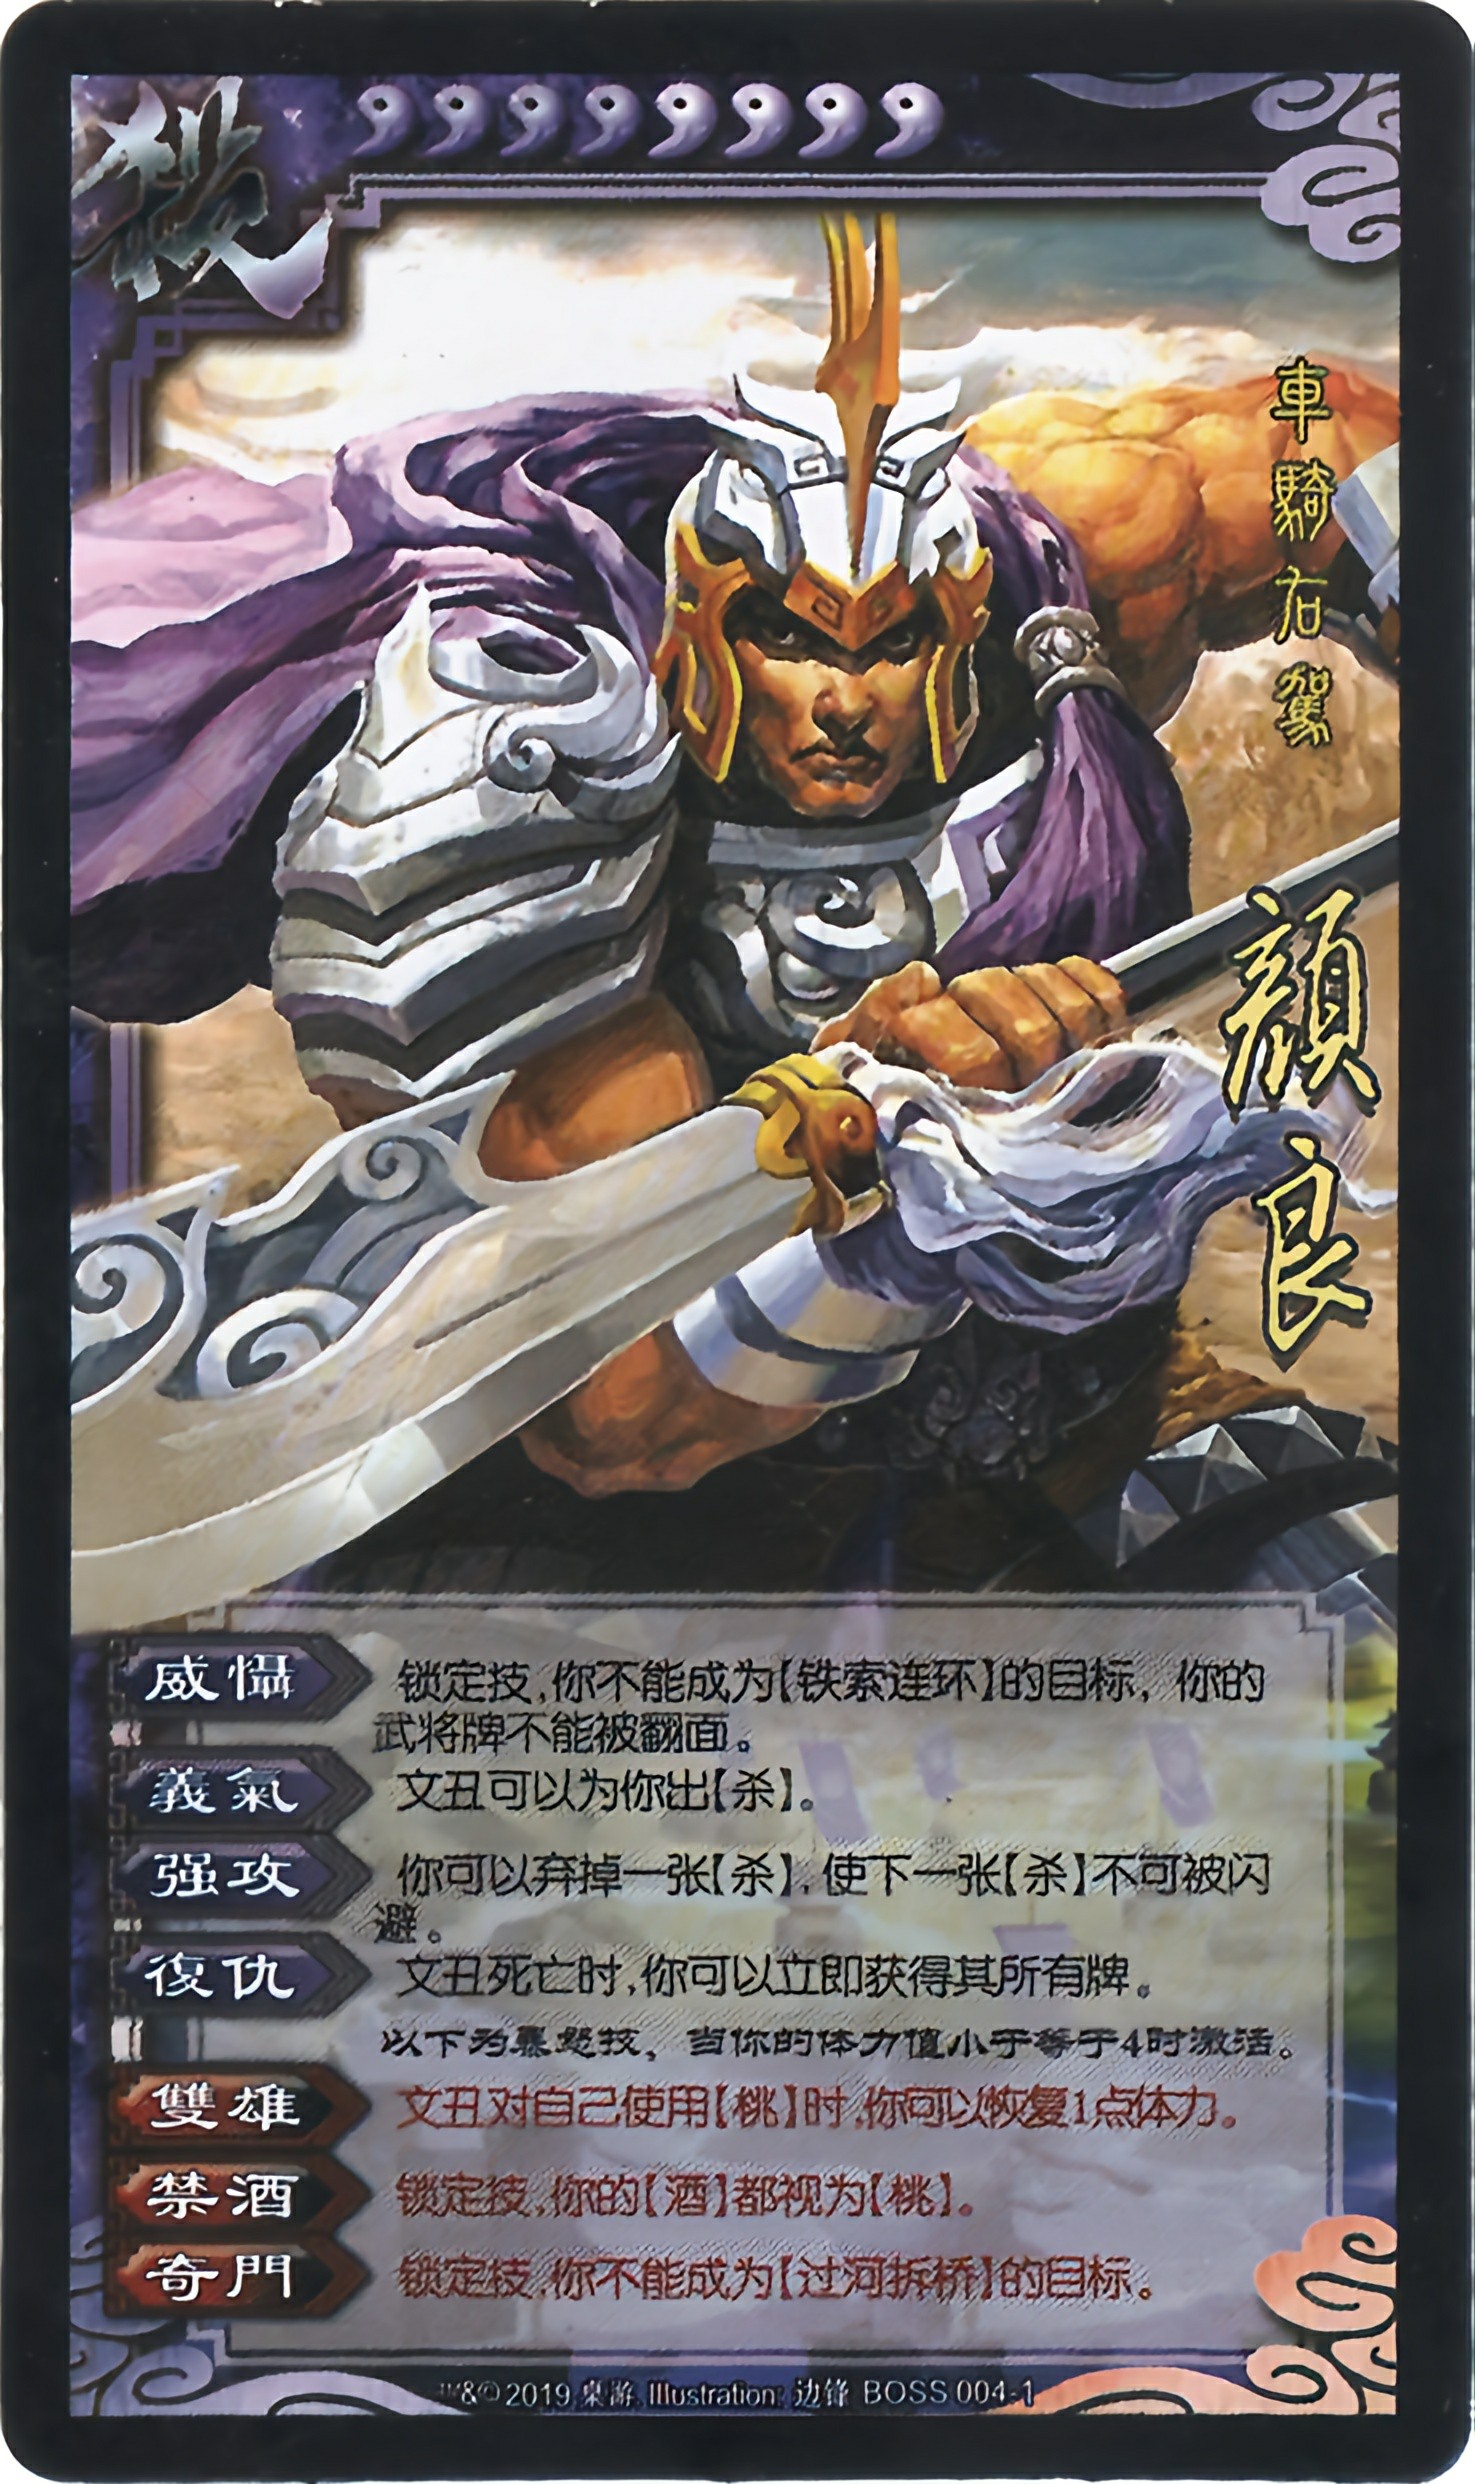 車騎右駕
顔良
威懾
锁定技,你不能成为【铁索连环】的目标，你的
武将牌不能被翻面。
義氣
文丑可以为你出【杀】。
强攻
你可以弃掉一张【杀】,使下一张【杀】不可被闪
避。
復仇
文丑死亡时,你可以立即获得其所有牌。
以下为暴怒技，当你的体力值小于等于4时激活。
雙雄
文丑对自己使用【桃】时,你可以恢复1点体力。
禁酒
锁定技,你的【酒】都视为【桃】。
奇門
锁定技,你不能成为【过河拆桥】的目标。
&© 2019 桌游. Illustration: 边锋 BOSS 004-1